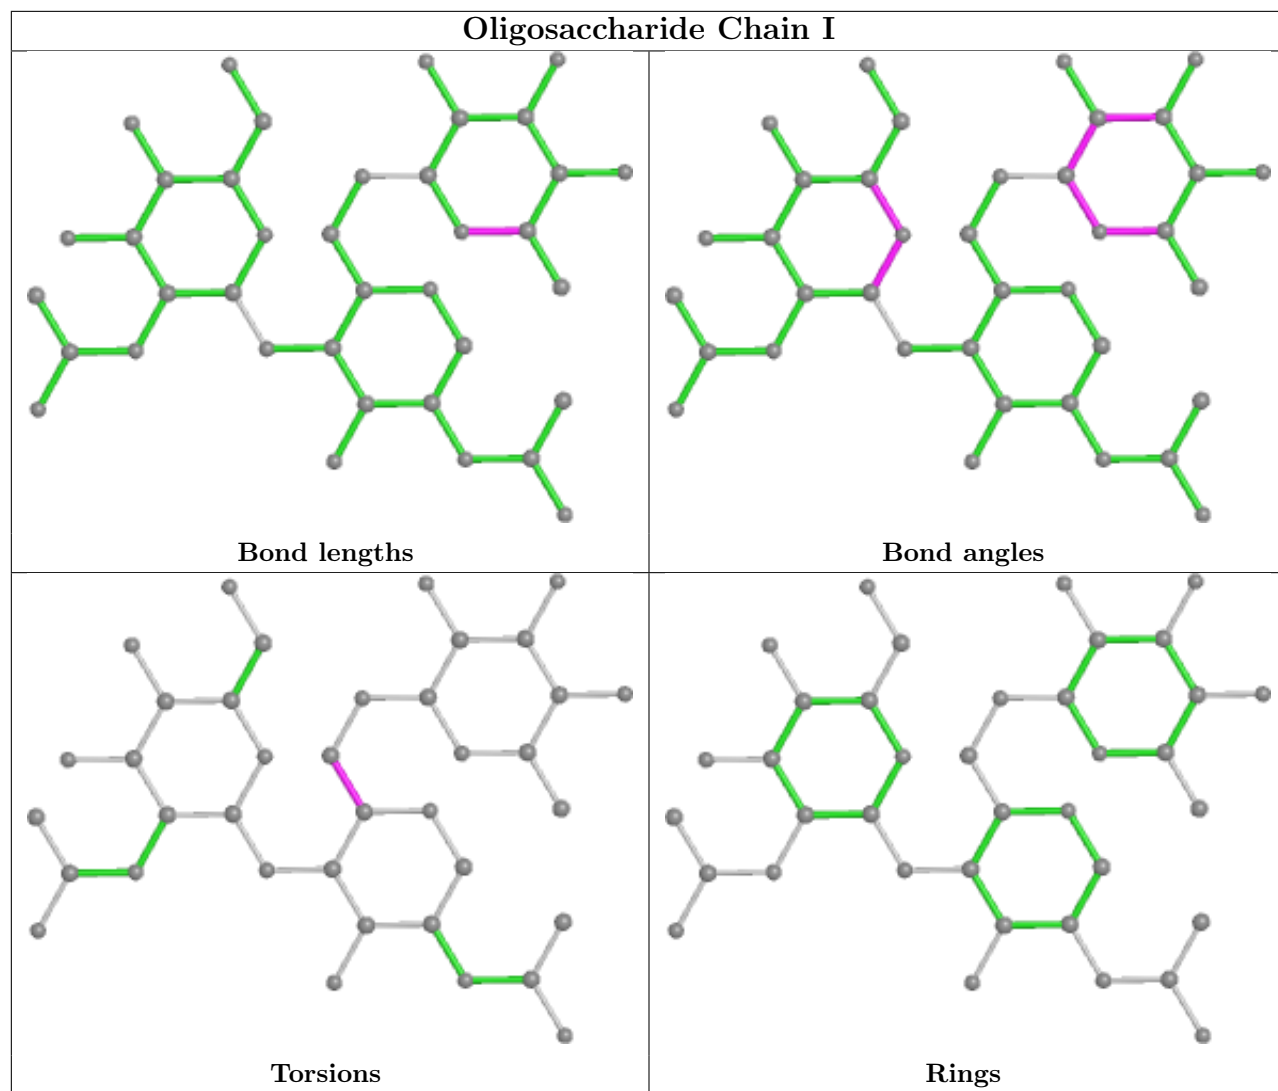 Oligosaccharide Chain I
Bond lengths
Bond angles
Torsions
Rings